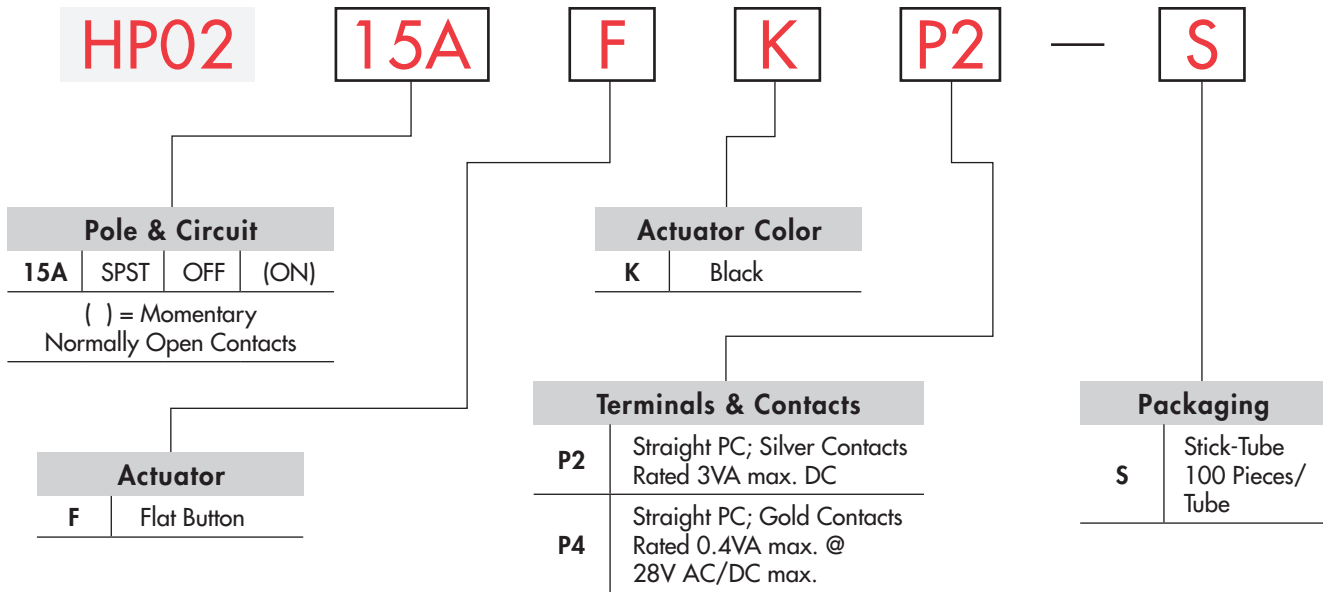 HP02 15A F K P2 — S
Pole & Circuit
15A SPST OFF (ON)
( ) = Momentary
Normally Open Contacts
Actuator Color
K Black
Actuator
F Flat Button
Terminals & Contacts
P2 Straight PC; Silver Contacts
Rated 3VA max. DC
P4 Straight PC; Gold Contacts
Rated 0.4VA max. @
28V AC/DC max.
Packaging
S Stick-Tube
100 Pieces/
Tube